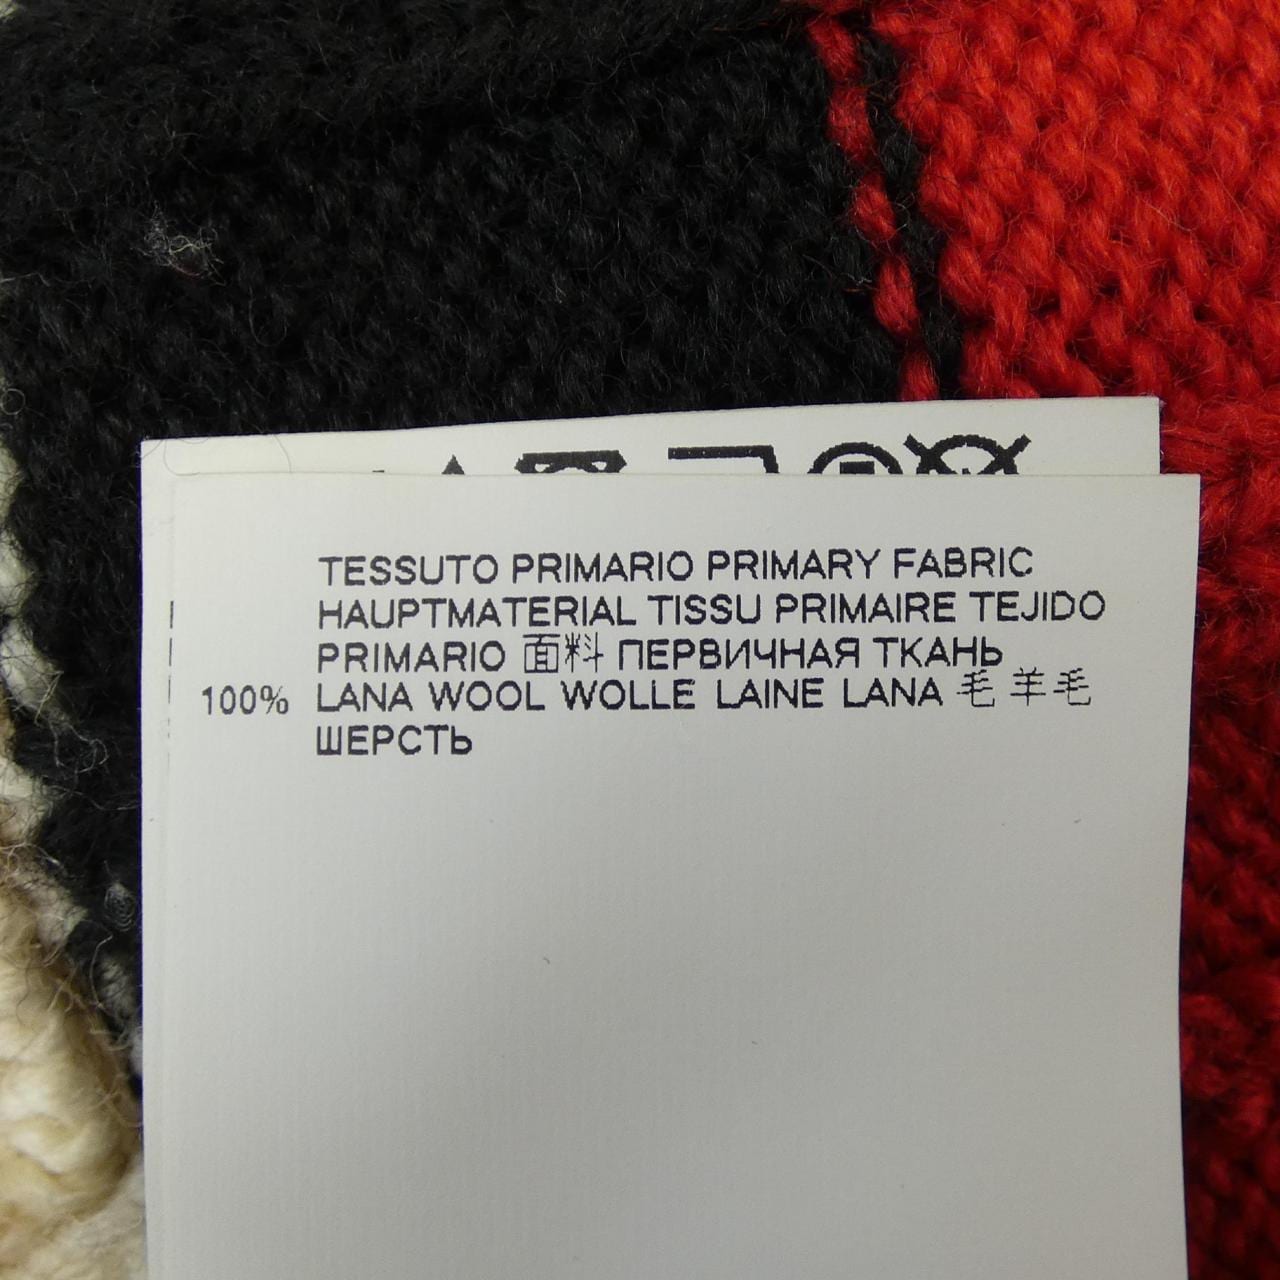 TESSUTO PRIMARIO PRIMARY FABRIC
HAUPTMATERIAL TISSU PRIMAIRE TEJIDO
PRIMARIO 面料 ПЕРВИЧНАЯ ТКАНЬ
100% LANA WOOL WOLLE LAINE LANA 毛 羊毛
ШЕРСТЬ